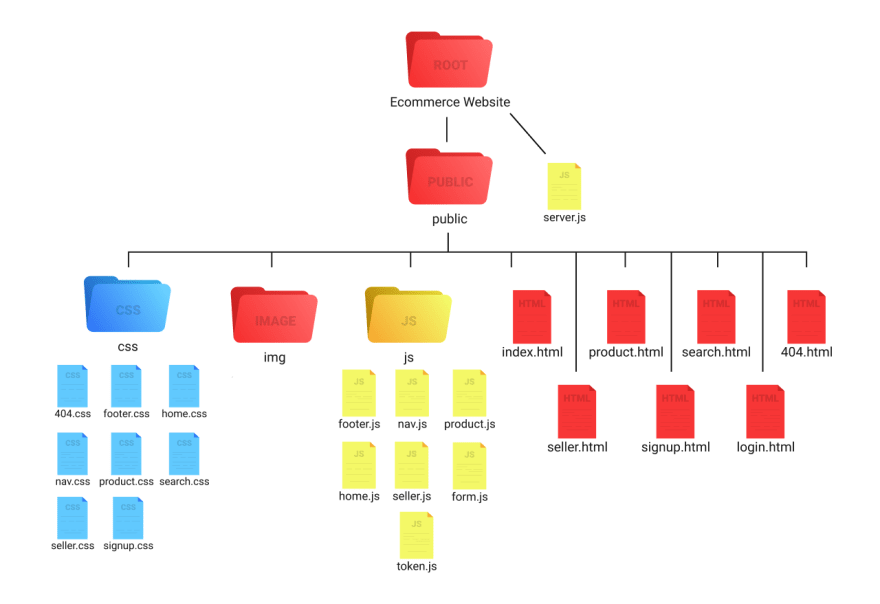 ROOT
Ecommerce Website
PUBLIC
public
JS
server.js
CSS
css
IMAGE
img
JS
js
HTML
index.html
HTML
product.html
HTML
search.html
HTML
404.html
HTML
seller.html
HTML
signup.html
HTML
login.html
CSS
404.css
CSS
footer.css
CSS
home.css
CSS
nav.css
CSS
product.css
CSS
search.css
CSS
seller.css
CSS
signup.css
JS
footer.js
JS
nav.js
JS
product.js
JS
home.js
JS
seller.js
JS
form.js
JS
token.js